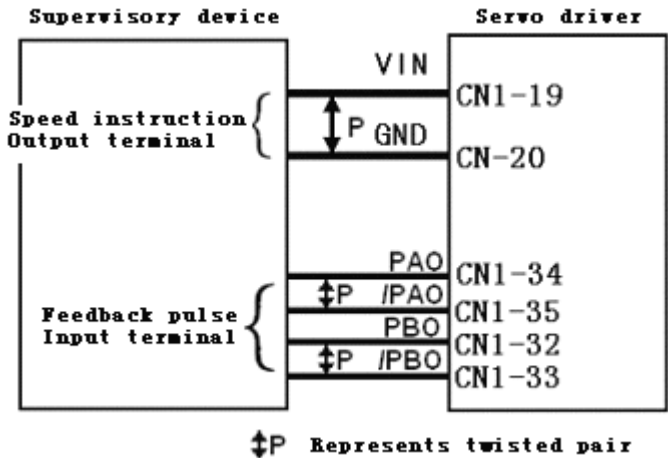 Supervisory device Servo driver
VIN
CN1-19
Speed instruction
Output terminal
P GND
CN-20
PAO
CN1-34
P /PAO
CN1-35
Feedback pulse
Input terminal
PBO
CN1-32
P /PBO
CN1-33
P Represents twisted pair